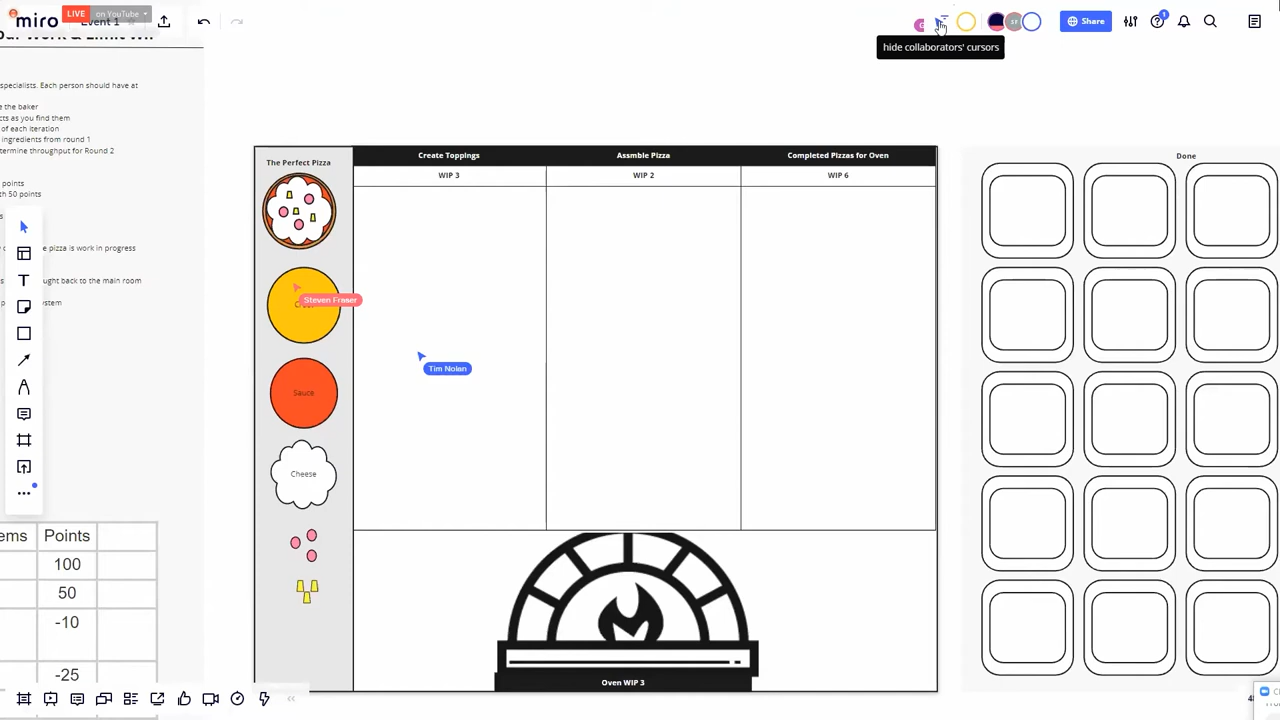 LIVE on YouTube
miro
Event 1
Share
1
hide collaborators' cursors
specialists. Each person should have at
e the baker
cts as you find them
of each iteration
ingredients from round 1
termine throughput for Round 2
points
th 50 points
pizza is work in progress
ought back to the main room
system
The Perfect Pizza
Create Toppings
Assmble Pizza
Completed Pizzas for Oven
WIP 3
WIP 2
WIP 6
Steven Fraser
Tim Nolan
Sauce
Cheese
Oven WIP 3
Done
ems
Points
100
50
-10
-25